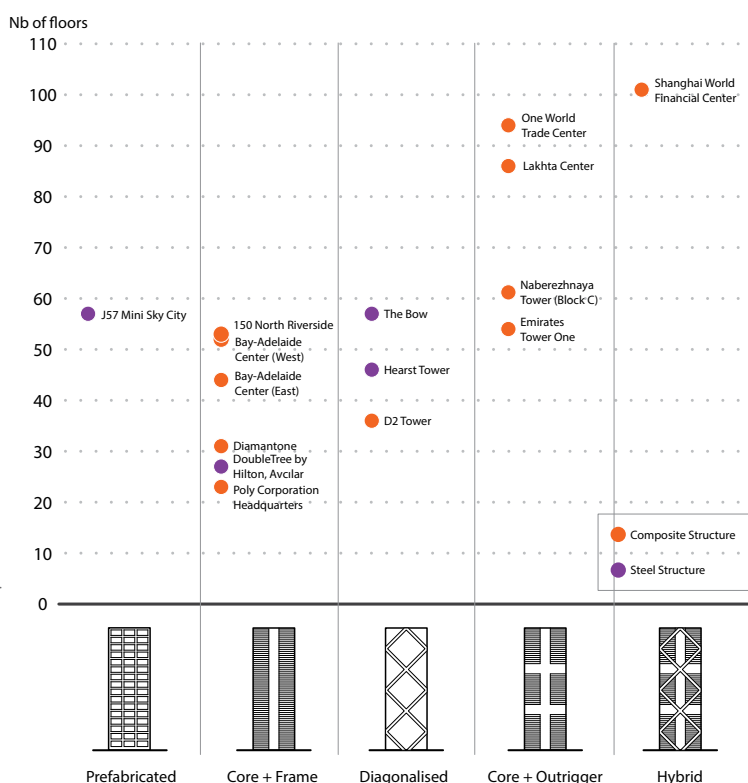 Nb of floors
110
100
90
80
70
60
50
40
30
20
10
0
Shanghai World
Financial Center
One World
Trade Center
Lakhta Center
Naberezhnaya
Tower (Block C)
Emirates
Tower One
J57 Mini Sky City
150 North Riverside
Bay-Adelaide
Center (West)
Bay-Adelaide
Center (East)
Diamantone
DoubleTree by
Hilton, Avcılar
Poly Corporation
Headquarters
The Bow
Hearst Tower
D2 Tower
Composite Structure
Steel Structure
Prefabricated
Core + Frame
Diagonalised
Core + Outrigger
Hybrid